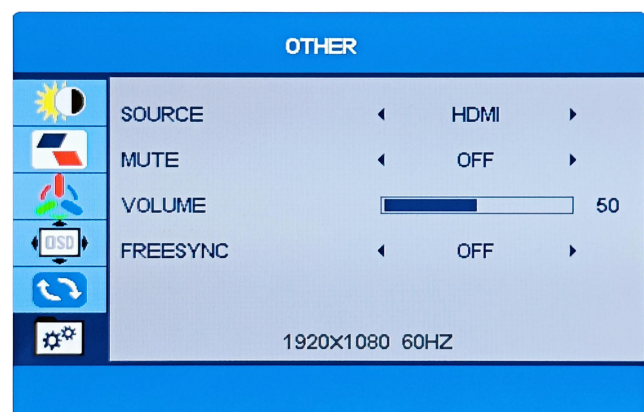 OTHER
SOURCE HDMI
MUTE OFF
VOLUME 50
OSD
FREESYNC OFF
1920X1080 60HZ